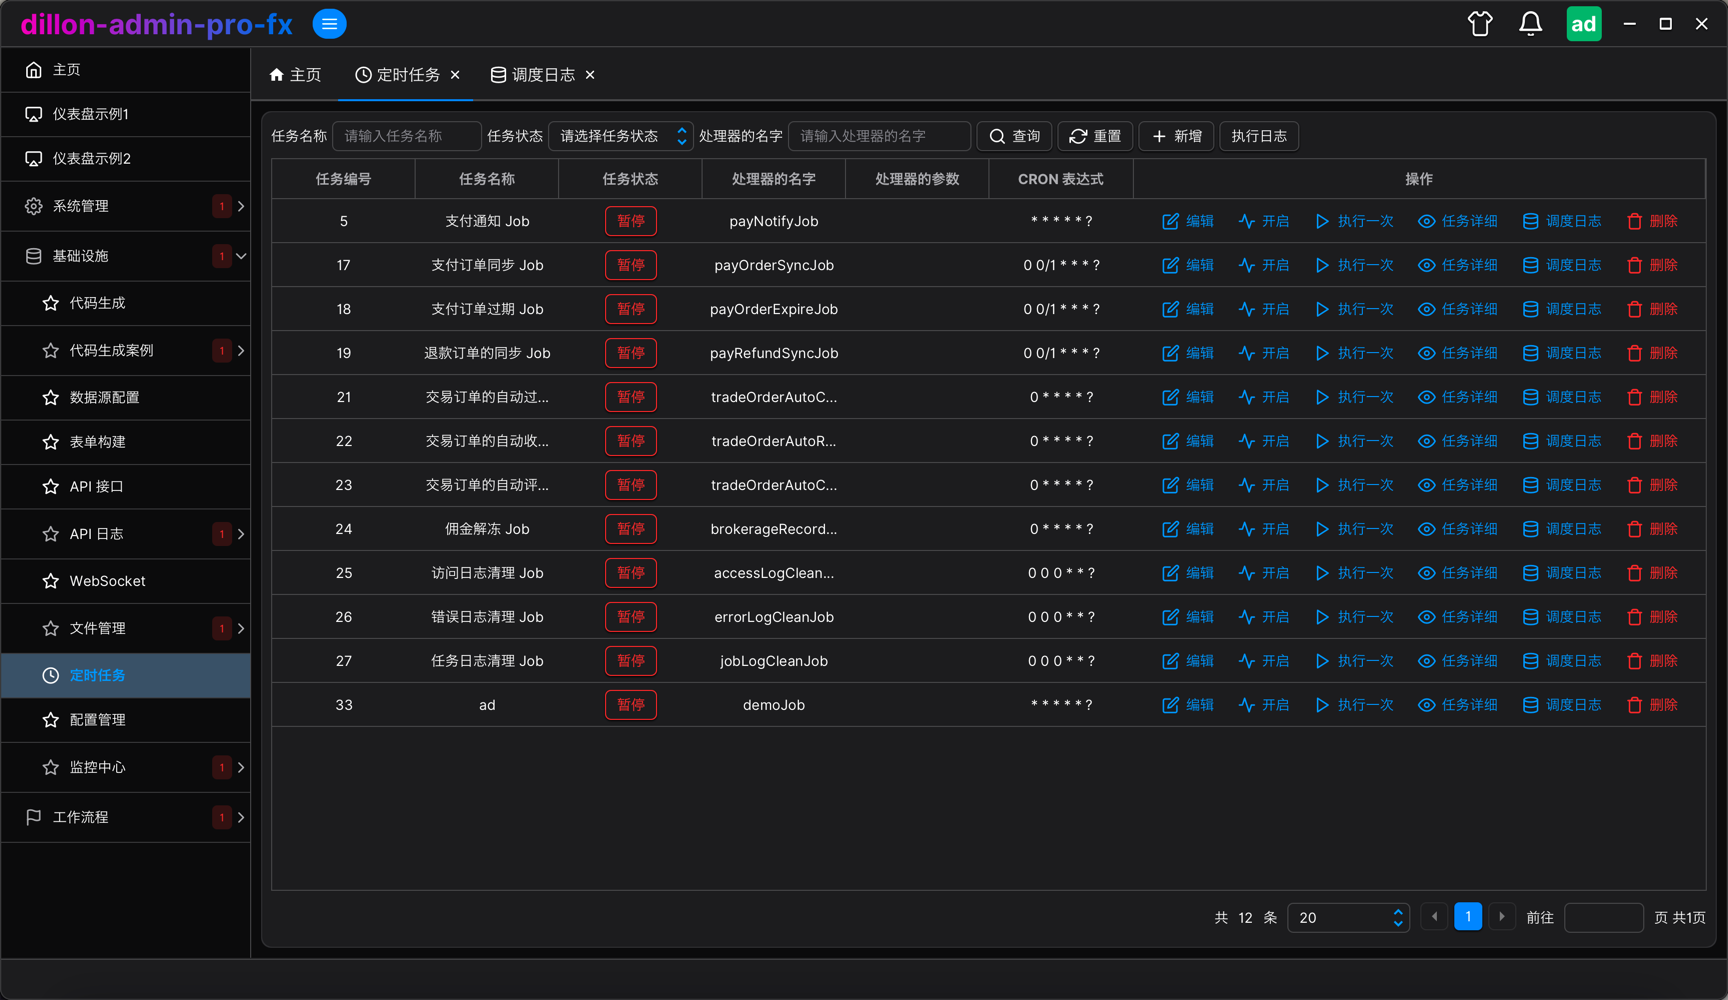 dillon-admin-pro-fx
ad
主页
仪表盘示例1
仪表盘示例2
系统管理 1
基础设施 1
代码生成
代码生成案例 1
数据源配置
表单构建
API 接口
API 日志 1
WebSocket
文件管理 1
定时任务
配置管理
监控中心 1
工作流程 1
主页 定时任务 调度日志
任务名称 请输入任务名称 任务状态 请选择任务状态 处理器的名字 请输入处理器的名字 查询 重置 新增 执行日志
任务编号 任务名称 任务状态 处理器的名字 处理器的参数 CRON 表达式 操作
5 支付通知 Job 暂停 payNotifyJob * * * * * ? 编辑 开启 执行一次 任务详细 调度日志 删除
17 支付订单同步 Job 暂停 payOrderSyncJob 0 0/1 * * * ? 编辑 开启 执行一次 任务详细 调度日志 删除
18 支付订单过期 Job 暂停 payOrderExpireJob 0 0/1 * * * ? 编辑 开启 执行一次 任务详细 调度日志 删除
19 退款订单的同步 Job 暂停 payRefundSyncJob 0 0/1 * * * ? 编辑 开启 执行一次 任务详细 调度日志 删除
21 交易订单的自动过... 暂停 tradeOrderAutoC... 0 * * * * ? 编辑 开启 执行一次 任务详细 调度日志 删除
22 交易订单的自动收... 暂停 tradeOrderAutoR... 0 * * * * ? 编辑 开启 执行一次 任务详细 调度日志 删除
23 交易订单的自动评... 暂停 tradeOrderAutoC... 0 * * * * ? 编辑 开启 执行一次 任务详细 调度日志 删除
24 佣金解冻 Job 暂停 brokerageRecord... 0 * * * * ? 编辑 开启 执行一次 任务详细 调度日志 删除
25 访问日志清理 Job 暂停 accessLogClean... 0 0 0 * * ? 编辑 开启 执行一次 任务详细 调度日志 删除
26 错误日志清理 Job 暂停 errorLogCleanJob 0 0 0 * * ? 编辑 开启 执行一次 任务详细 调度日志 删除
27 任务日志清理 Job 暂停 jobLogCleanJob 0 0 0 * * ? 编辑 开启 执行一次 任务详细 调度日志 删除
33 ad 暂停 demoJob * * * * * ? 编辑 开启 执行一次 任务详细 调度日志 删除
共 12 条 20 1 前往 页 共1页